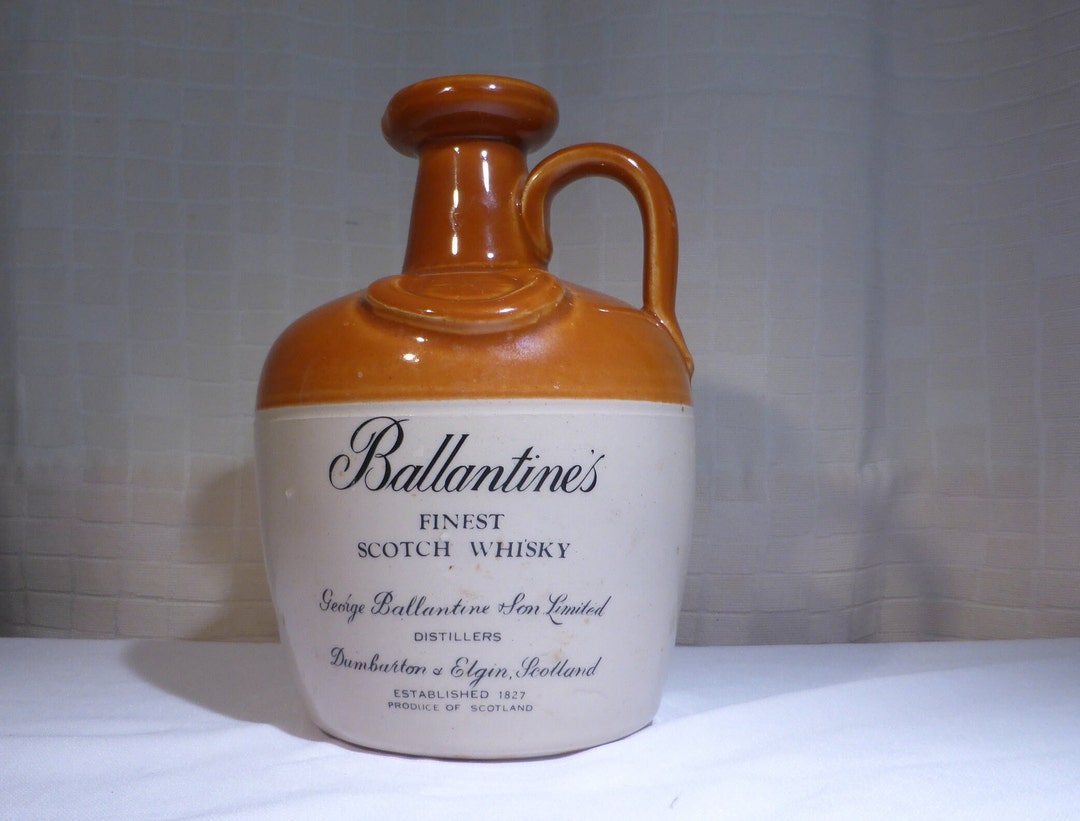 Ballantine's
FINEST
SCOTCH WHISKY
George Ballantine & Son Limited
DISTILLERS
Dumbarton & Elgin, Scotland
ESTABLISHED 1827
PRODUCE OF SCOTLAND